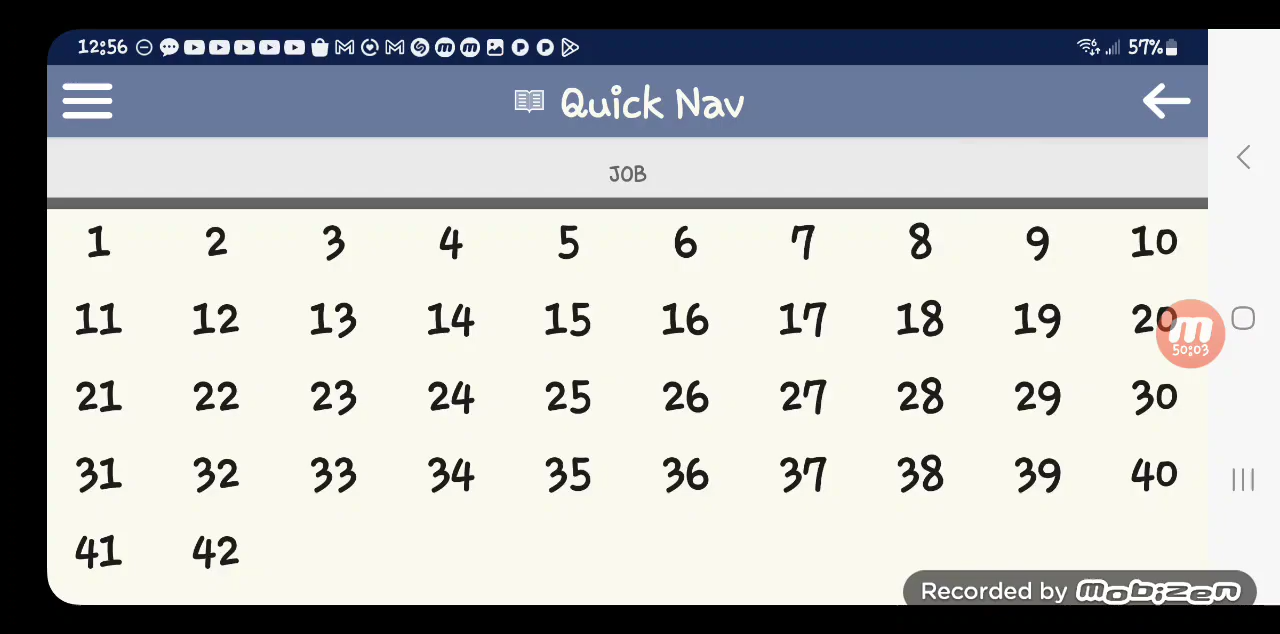 12:56 57%
Quick Nav
JOB
1 2 3 4 5 6 7 8 9 10
11 12 13 14 15 16 17 18 19 20
50:03
21 22 23 24 25 26 27 28 29 30
31 32 33 34 35 36 37 38 39 40
41 42
Recorded by mobizen